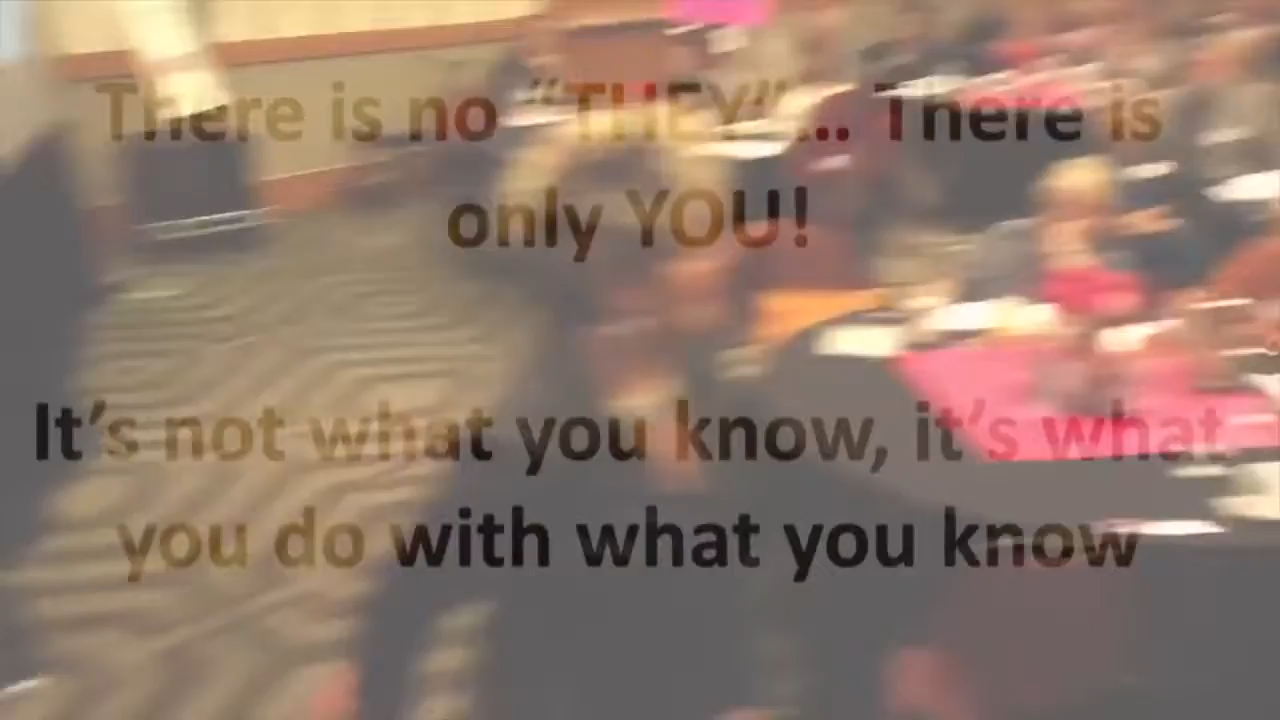 There is no “THEY”... There is
only YOU!
It’s not what you know, it’s what
you do with what you know